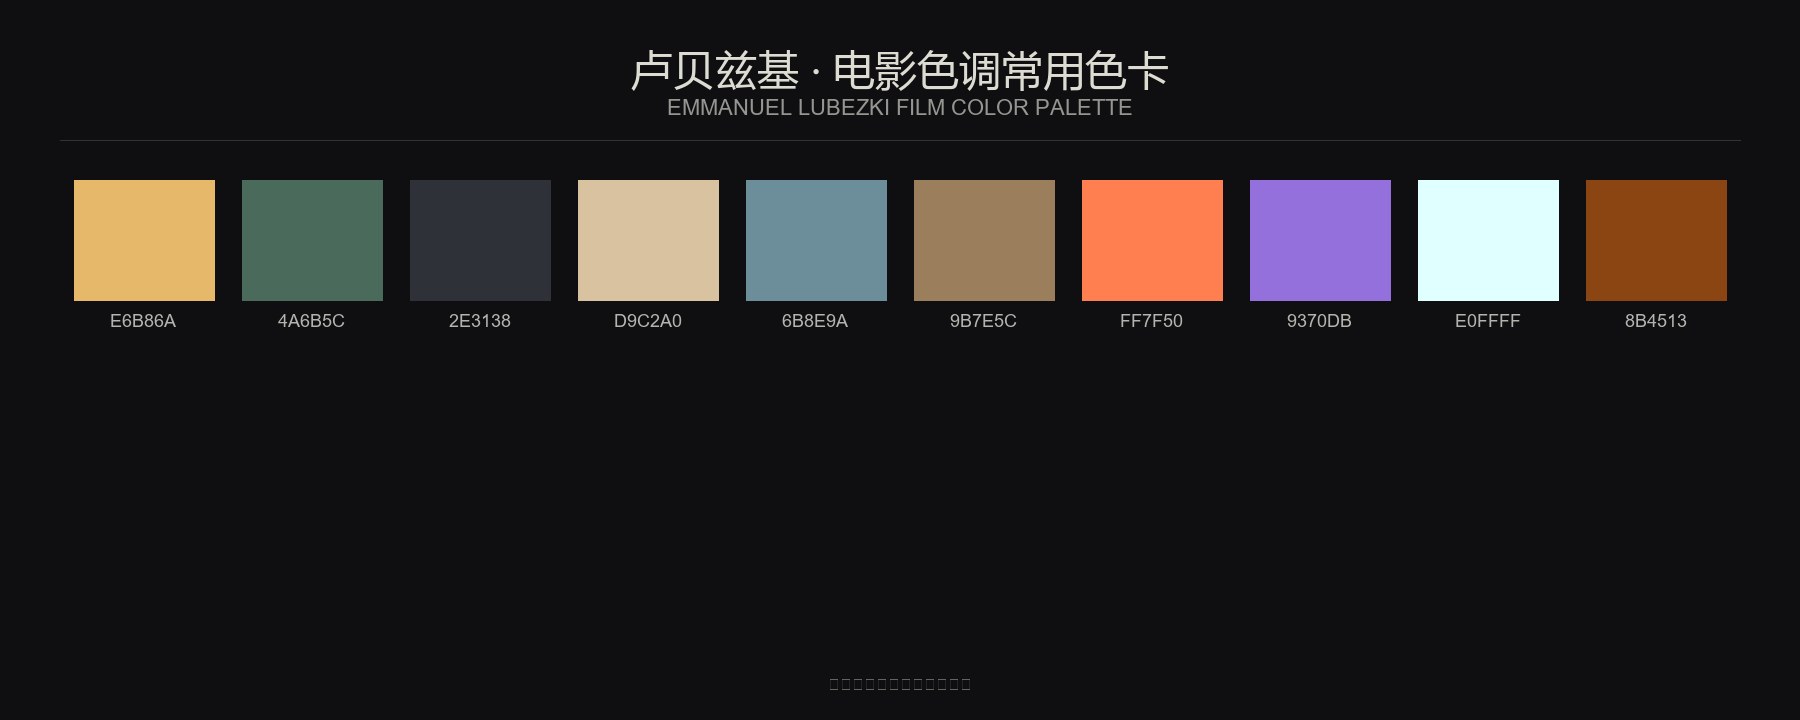 卢贝兹基 · 电影色调常用色卡
EMMANUEL LUBEZKI FILM COLOR PALETTE
E6B86A 4A6B5C 2E3138 D9C2A0 6B8E9A 9B7E5C FF7F50 9370DB E0FFFF 8B4513